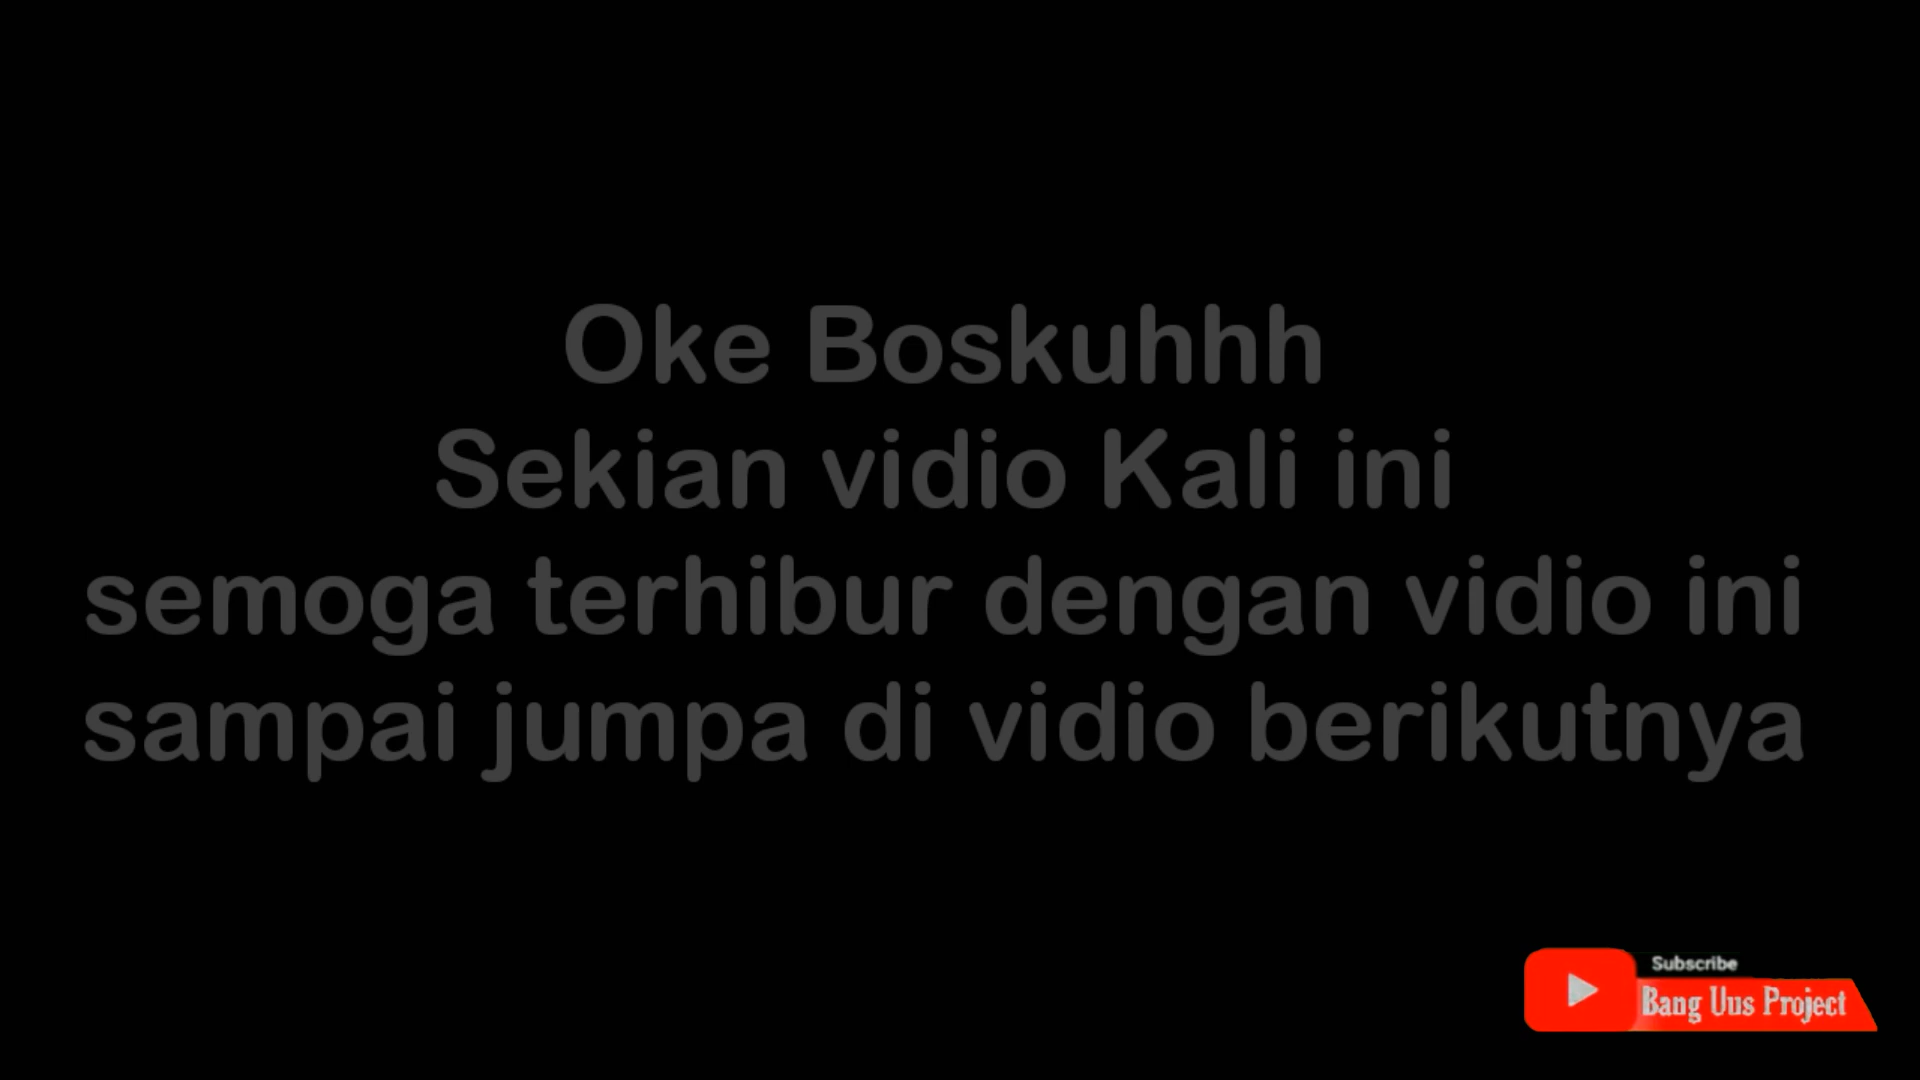 Oke Boskuhhh
Sekian vidio Kali ini
semoga terhibur dengan vidio ini
sampai jumpa di vidio berikutnya
Subscribe
Bang Uus Project